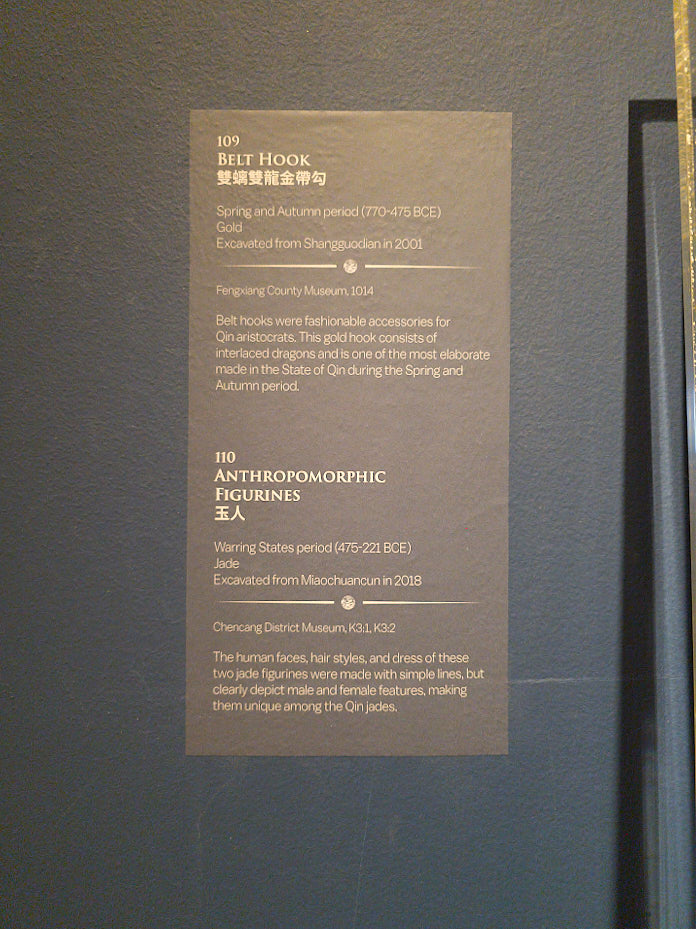 109
BELT HOOK
雙螭雙龍金帶勾
Spring and Autumn period (770-475 BCE)
Gold
Excavated from Shangguodian in 2001
Fengxiang County Museum, 1014
Belt hooks were fashionable accessories for
Qin aristocrats. This gold hook consists of
interlaced dragons and is one of the most elaborate
made in the State of Qin during the Spring and
Autumn period.
110
ANTHROPOMORPHIC
FIGURINES
玉人
Warring States period (475-221 BCE)
Jade
Excavated from Miaochuancun in 2018
Chencang District Museum, K3:1, K3:2
The human faces, hair styles, and dress of these
two jade figurines were made with simple lines, but
clearly depict male and female features, making
them unique among the Qin jades.